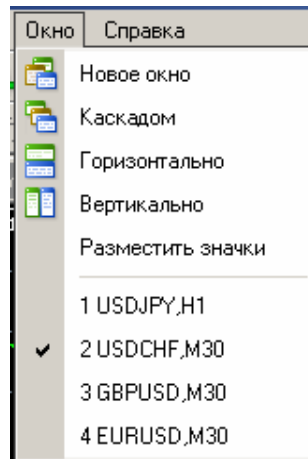 Окно Справка
Новое окно
Каскадом
Горизонтально
Вертикально
Разместить значки
1 USDJPY,H1
2 USDCHF,M30
3 GBPUSD,M30
4 EURUSD,M30